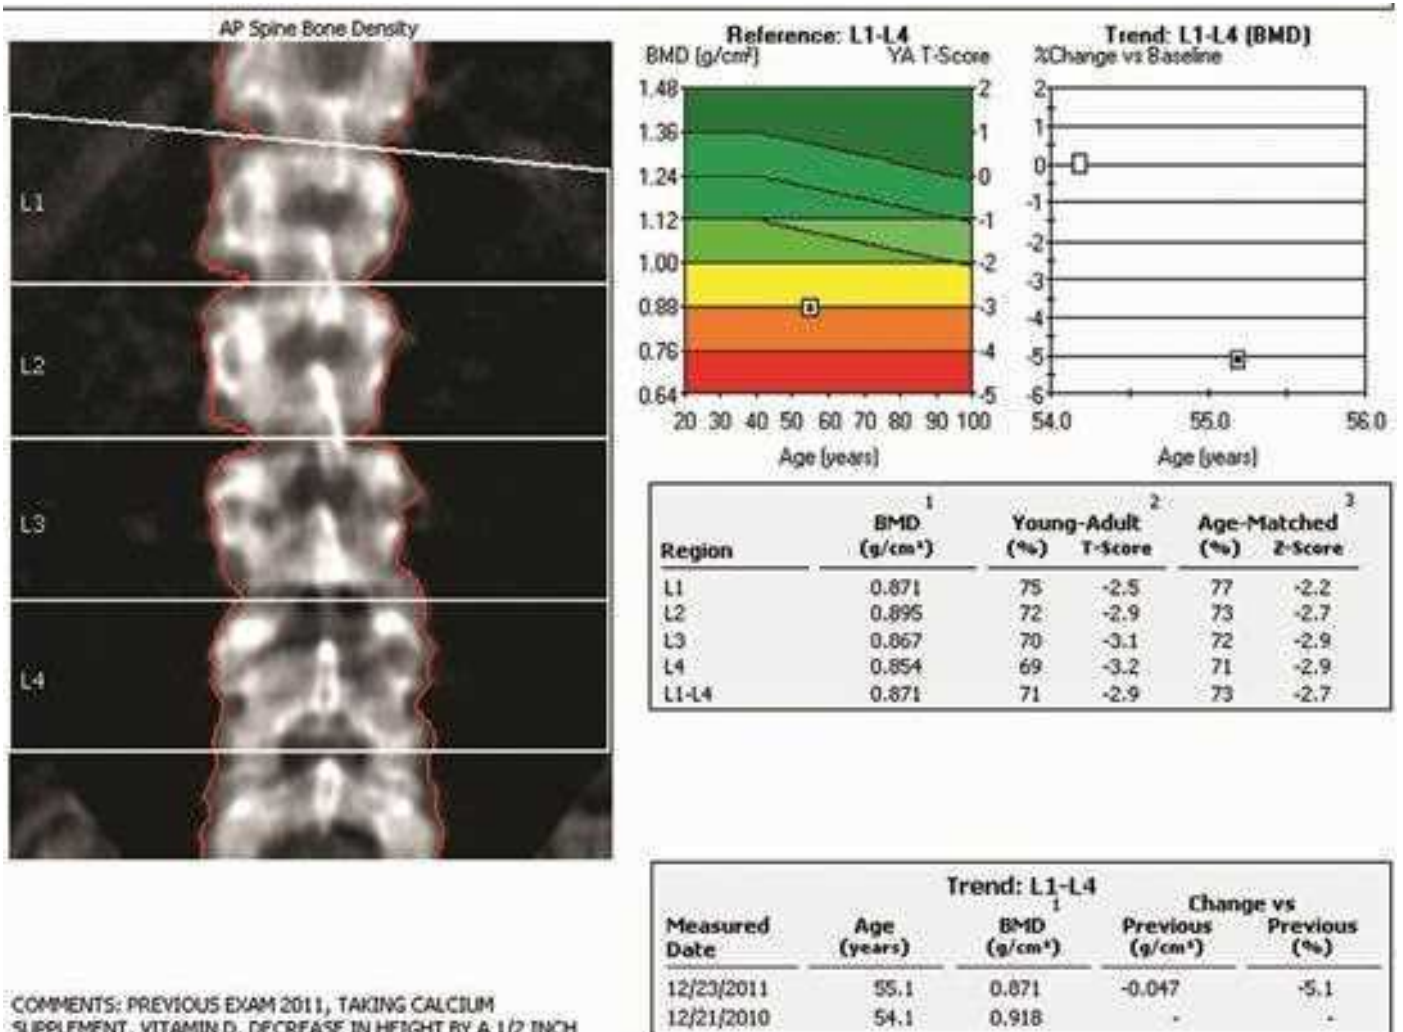 AP Spine Bone Density
L1
L2
L3
L4
Reference: L1-L4
BMD (g/cm²) YA T-Score
1.48 2
1.36 1
1.24 0
1.12 -1
1.00 -2
0.88 -3
0.76 -4
0.64 -5
20 30 40 50 60 70 80 90 100
Age (years)
Trend: L1-L4 (BMD)
%Change vs Baseline
2
1
0
-1
-2
-3
-4
-5
-6
54.0 55.0 56.0
Age (years)
1 2 3
BMD Young-Adult Age-Matched
Region (g/cm²) (%) T-Score (%) Z-Score
L1 0.871 75 -2.5 77 -2.2
L2 0.895 72 -2.9 73 -2.7
L3 0.867 70 -3.1 72 -2.9
L4 0.854 69 -3.2 71 -2.9
L1-L4 0.871 71 -2.9 73 -2.7
Trend: L1-L4
1 Change vs
Measured Age BMD Previous Previous
Date (years) (g/cm²) (g/cm²) (%)
12/23/2011 55.1 0.871 -0.047 -5.1
12/21/2010 54.1 0.918 - -
COMMENTS: PREVIOUS EXAM 2011, TAKING CALCIUM
SUPPLEMENT, VITAMIN D, DECREASE IN HEIGHT BY A 1/2 INCH